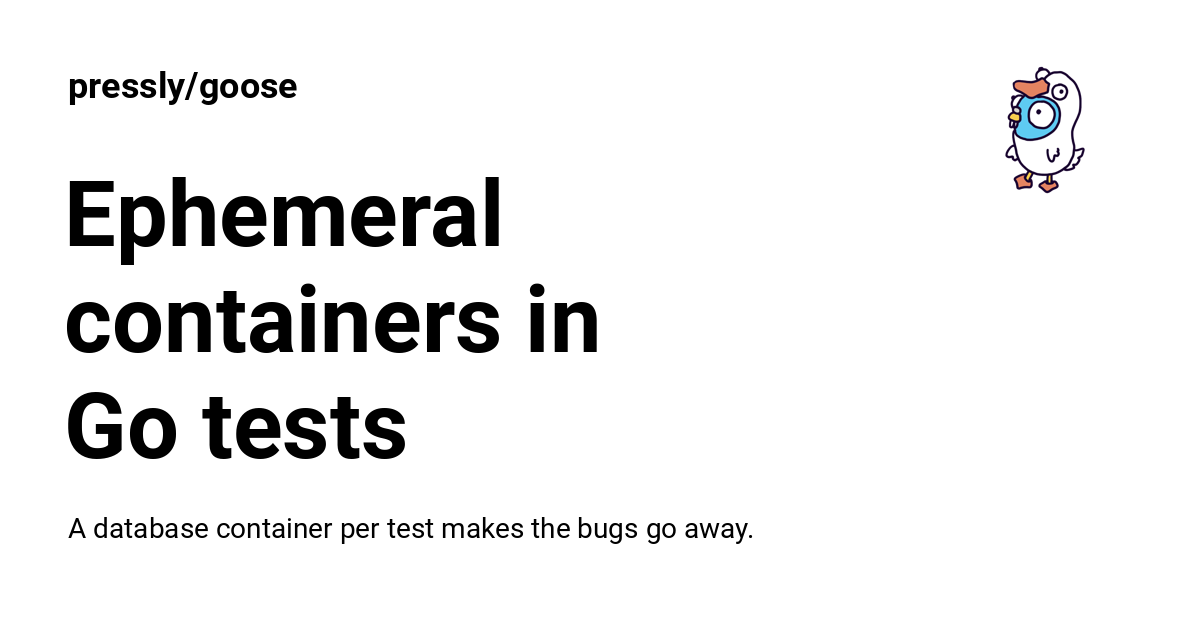 pressly/goose
Ephemeral
containers in
Go tests
A database container per test makes the bugs go away.